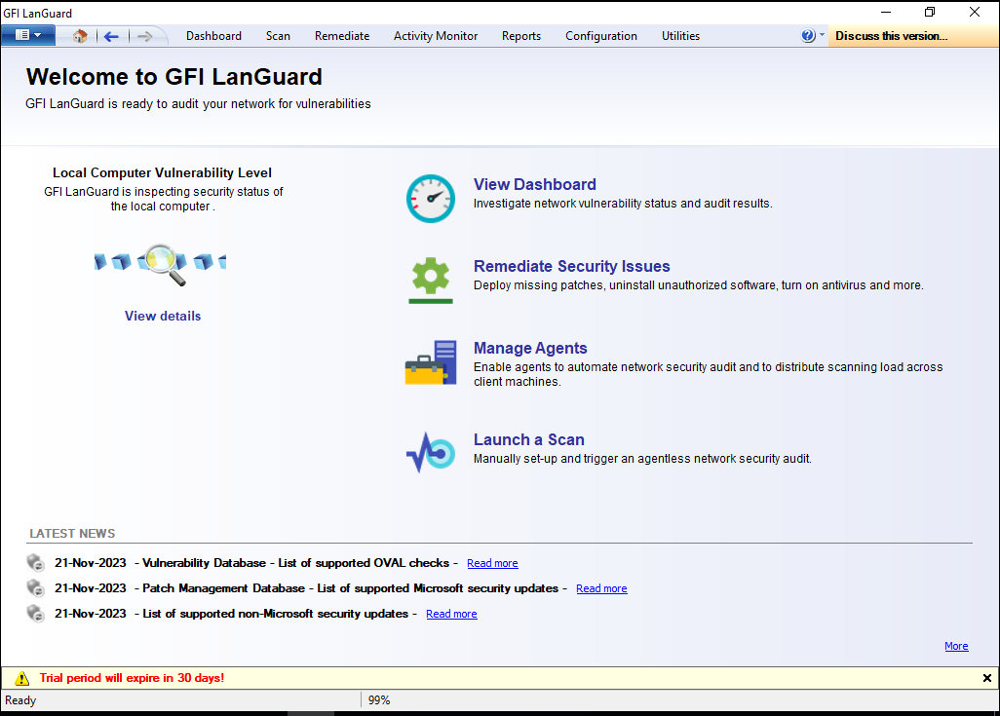 GFI LanGuard
Dashboard Scan Remediate Activity Monitor Reports Configuration Utilities Discuss this version...
Welcome to GFI LanGuard
GFI LanGuard is ready to audit your network for vulnerabilities
Local Computer Vulnerability Level
GFI LanGuard is inspecting security status of
the local computer .
View details
View Dashboard
Investigate network vulnerability status and audit results.
Remediate Security Issues
Deploy missing patches, uninstall unauthorized software, turn on antivirus and more.
Manage Agents
Enable agents to automate network security audit and to distribute scanning load across
client machines.
Launch a Scan
Manually set-up and trigger an agentless network security audit.
LATEST NEWS
21-Nov-2023 - Vulnerability Database - List of supported OVAL checks - Read more
21-Nov-2023 - Patch Management Database - List of supported Microsoft security updates - Read more
21-Nov-2023 - List of supported non-Microsoft security updates - Read more
More
Trial period will expire in 30 days!
Ready 99%